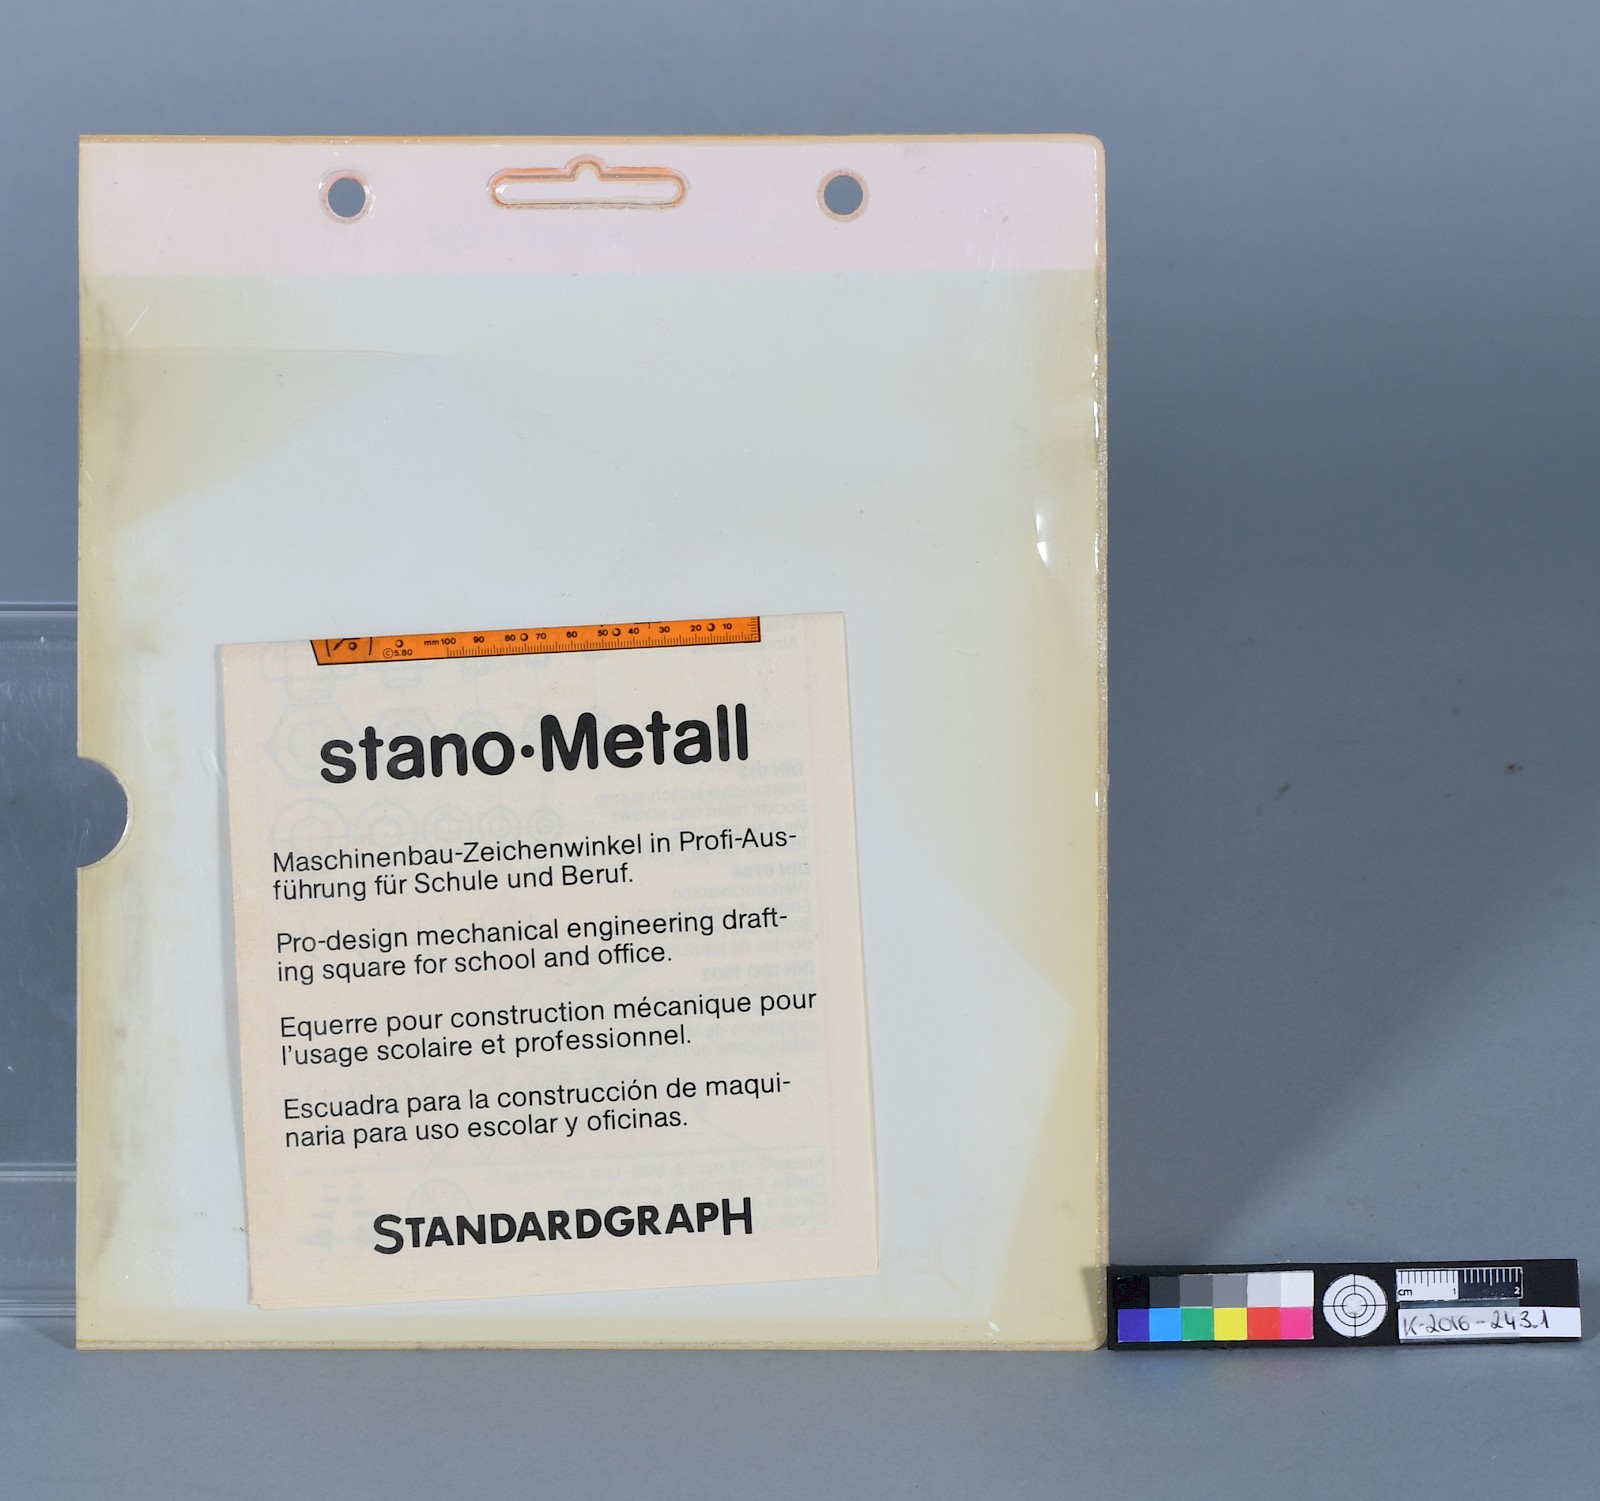 mm 100 90 80 70 60 50 40 30 20 10
©5.80
stano·Metall
Maschinenbau-Zeichenwinkel in Profi-Aus-
führung für Schule und Beruf.
Pro-design mechanical engineering draft-
ing square for school and office.
Equerre pour construction mécanique pour
l'usage scolaire et professionnel.
Escuadra para la construcción de maqui-
naria para uso escolar y oficinas.
STANDARDGRAPH
cm 1 2
K-2016-243.1